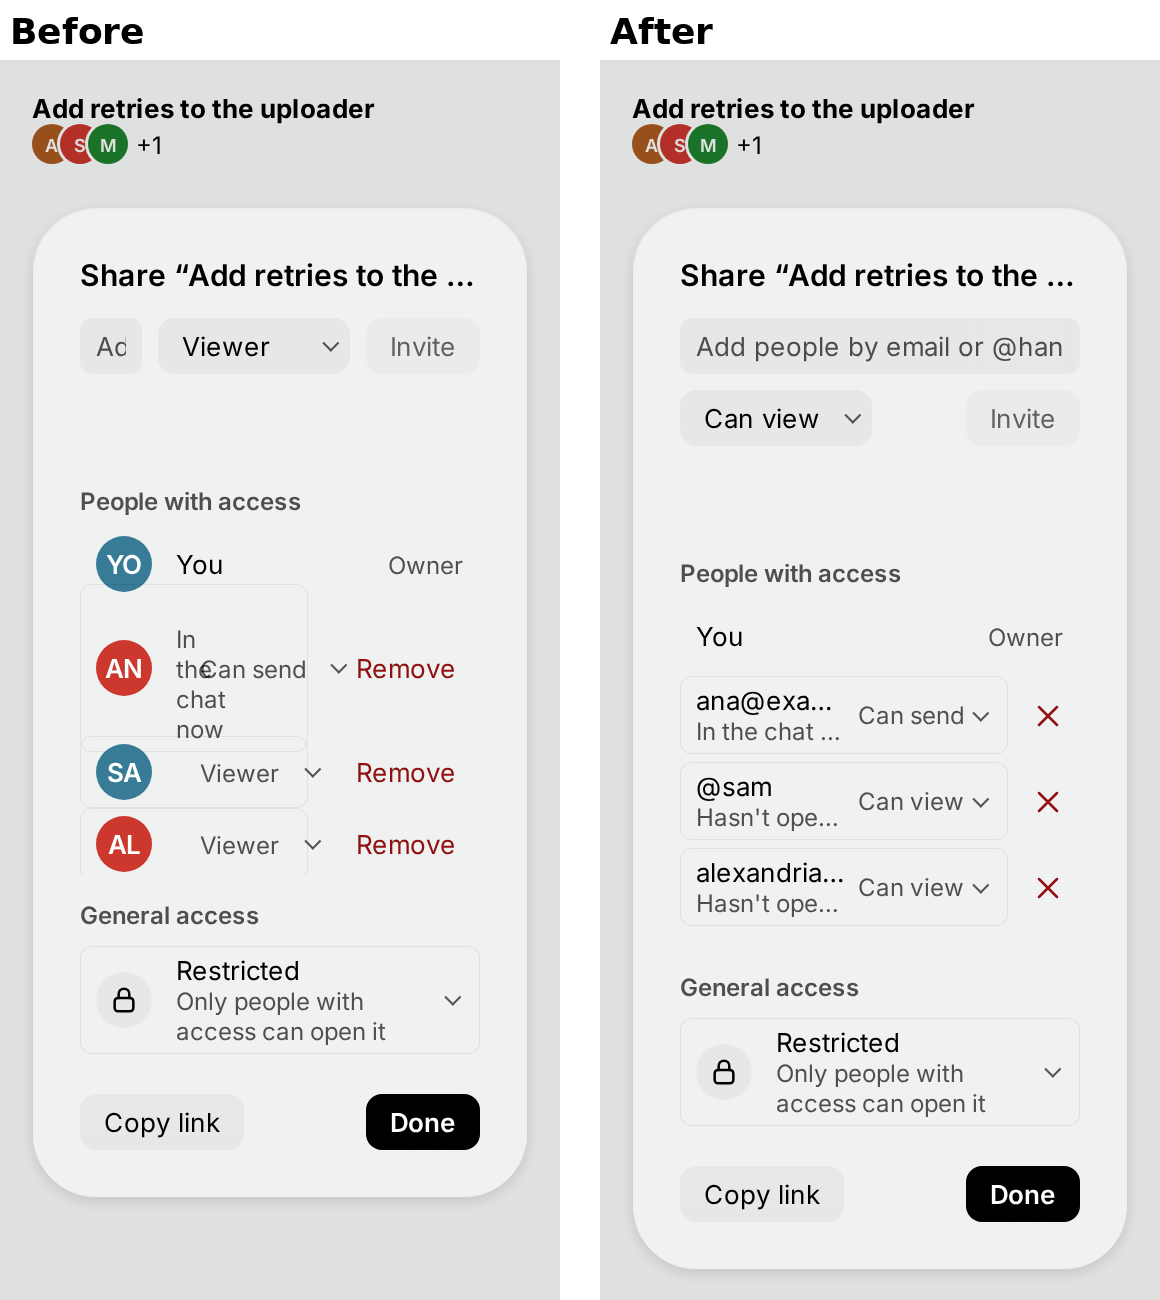 Before
Add retries to the uploader
A S M +1
Share “Add retries to the ...
Ad Viewer Invite
People with access
YO You Owner
AN In the chat now Can send Remove
SA Viewer Remove
AL Viewer Remove
General access
Restricted
Only people with
access can open it
Copy link Done
After
Add retries to the uploader
A S M +1
Share “Add retries to the ...
Add people by email or @han
Can view Invite
People with access
You Owner
ana@exa...
In the chat ... Can send
@sam
Hasn't ope... Can view
alexandria...
Hasn't ope... Can view
General access
Restricted
Only people with
access can open it
Copy link Done